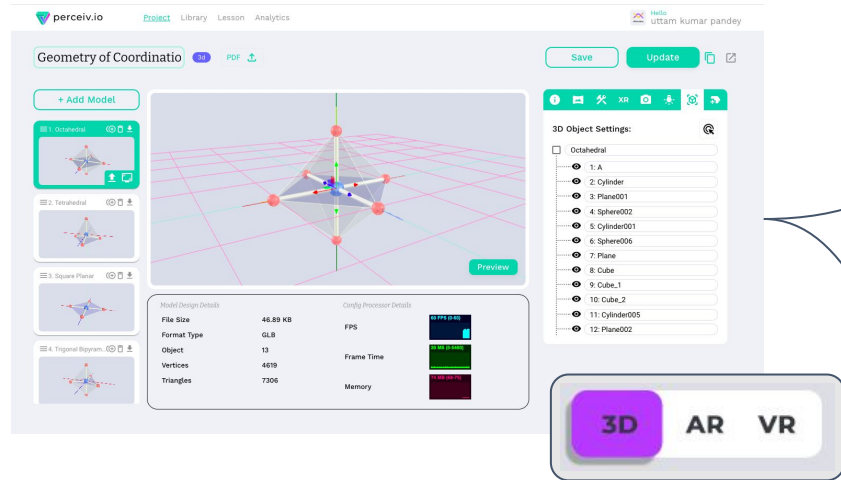 perceiv.io
Project Library Lesson Analytics
Hello
uttam kumar pandey
Geometry of Coordinatio
3d
PDF
Save
Update
+ Add Model
1. Octahedral
2. Tetrahedral
3. Square Planar
4. Trigonal Bipyram..
Preview
Model Design Details
File Size 46.89 KB
Format Type GLB
Object 13
Vertices 4619
Triangles 7306
Config Processor Details
FPS
60 FPS (0-60)
Frame Time
Memory
XR
3D Object Settings:
Octahedral
1: A
2: Cylinder
3: Plane001
4: Sphere002
5: Cylinder001
6: Sphere006
7: Plane
8: Cube
9: Cube_1
10: Cube_2
11: Cylinder005
12: Plane002
3D AR VR